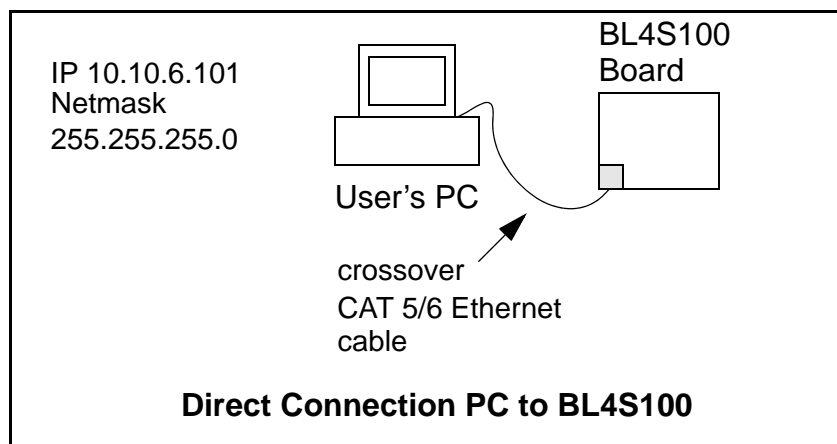 IP 10.10.6.101
Netmask
255.255.255.0
BL4S100
Board
User’s PC
crossover
CAT 5/6 Ethernet
cable
Direct Connection PC to BL4S100